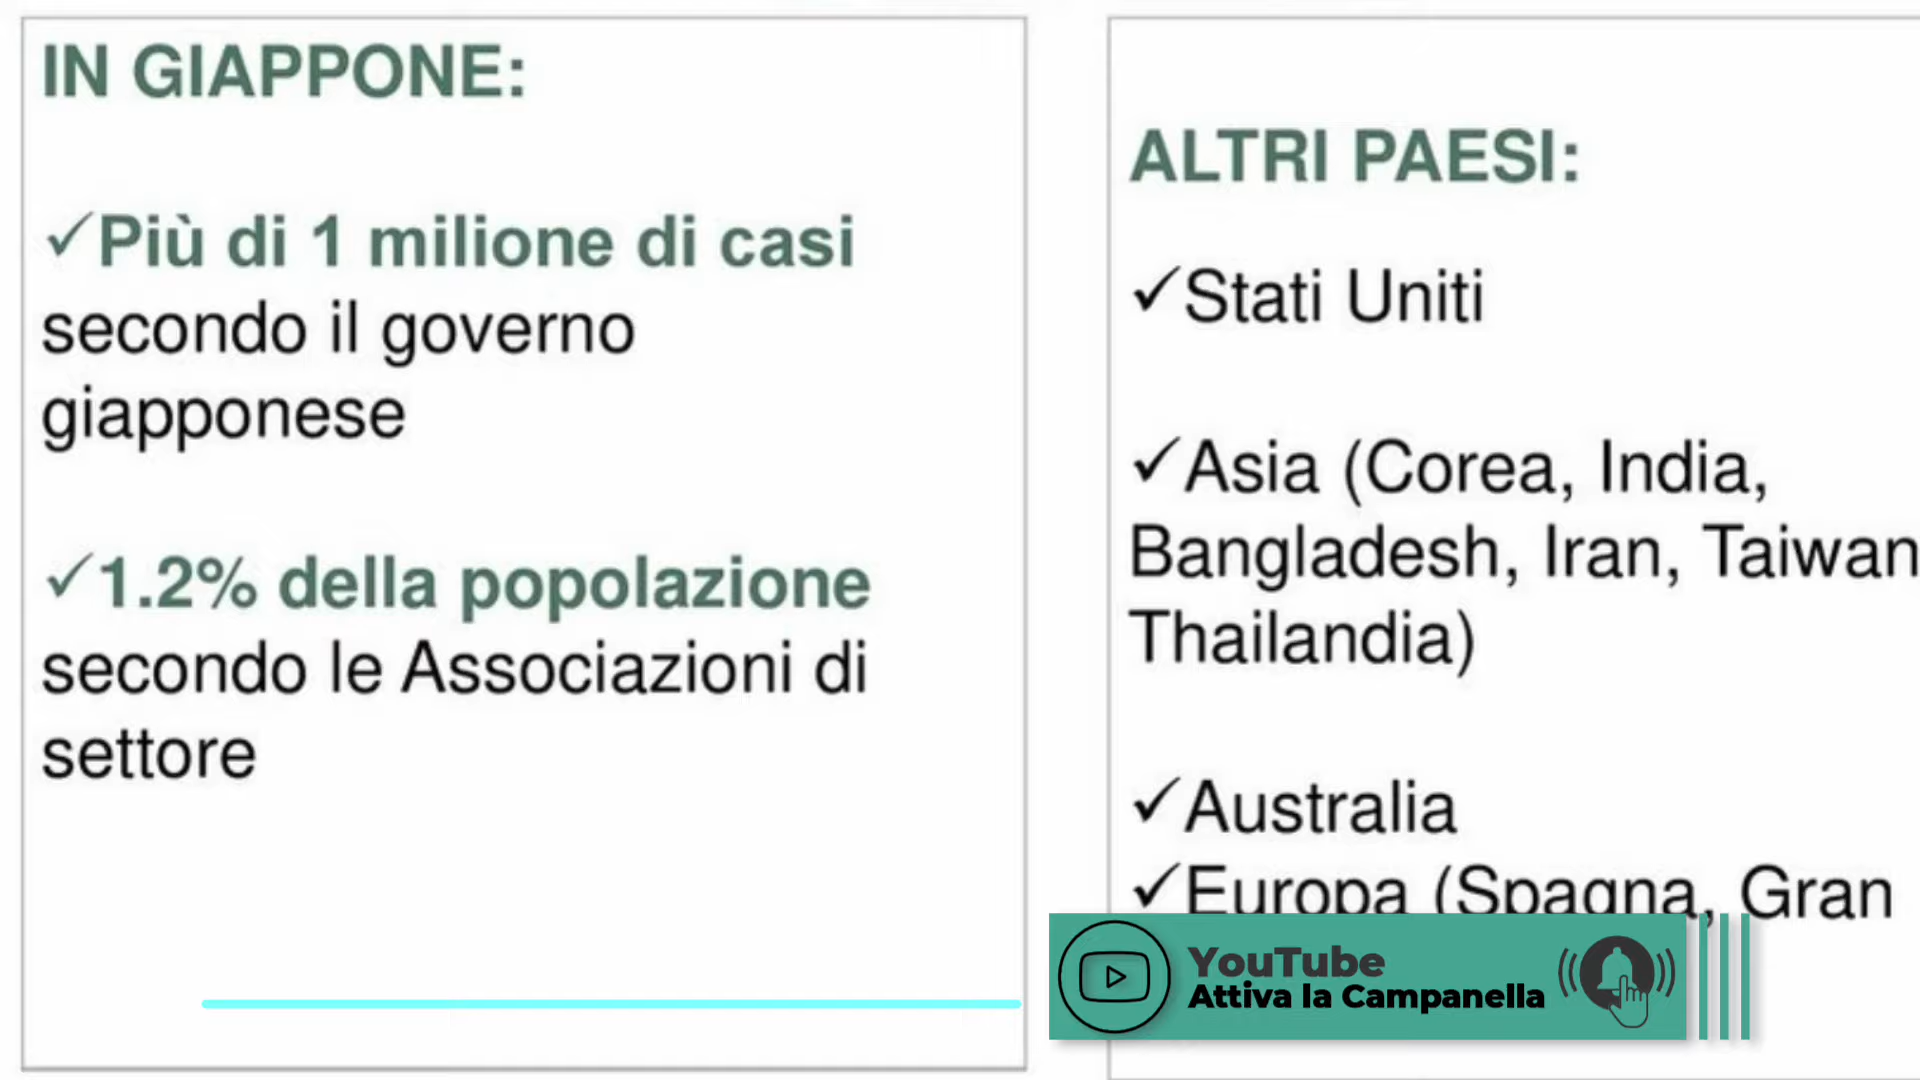 IN GIAPPONE:
✓Più di 1 milione di casi
secondo il governo
giapponese
✓1.2% della popolazione
secondo le Associazioni di
settore
ALTRI PAESI:
✓Stati Uniti
✓Asia (Corea, India,
Bangladesh, Iran, Taiwan
Thailandia)
✓Australia
✓Europa (Spagna, Gran
YouTube
Attiva la Campanella